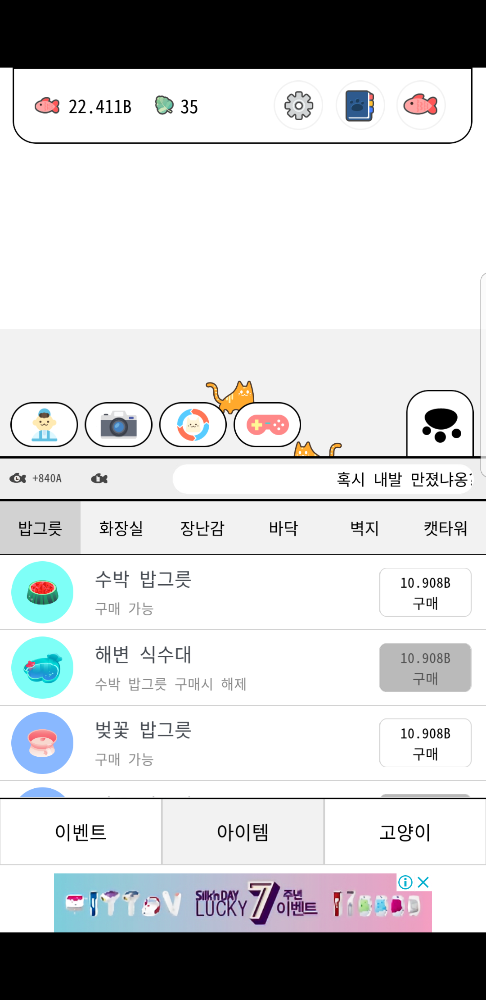 22.411B
35
+840A
혹시 내발 만졌냐옹?
밥그릇
화장실
장난감
바닥
벽지
캣타워
수박 밥그릇
구매 가능
10.908B
구매
해변 식수대
수박 밥그릇 구매시 해제
10.908B
구매
벚꽃 밥그릇
구매 가능
10.908B
구매
이벤트
아이템
고양이
Silk'n DAY
LUCKY
7
주년
이벤트